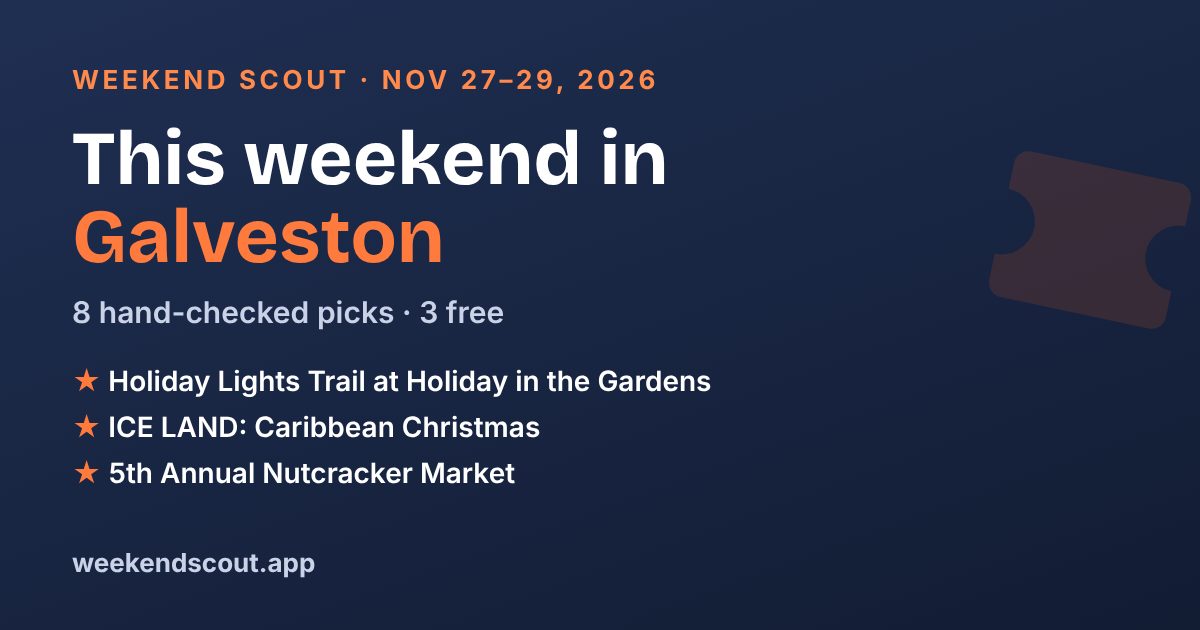 WEEKEND SCOUT · NOV 27–29, 2026
This weekend in
Galveston
8 hand-checked picks · 3 free
★ Holiday Lights Trail at Holiday in the Gardens
★ ICE LAND: Caribbean Christmas
★ 5th Annual Nutcracker Market
weekendscout.app